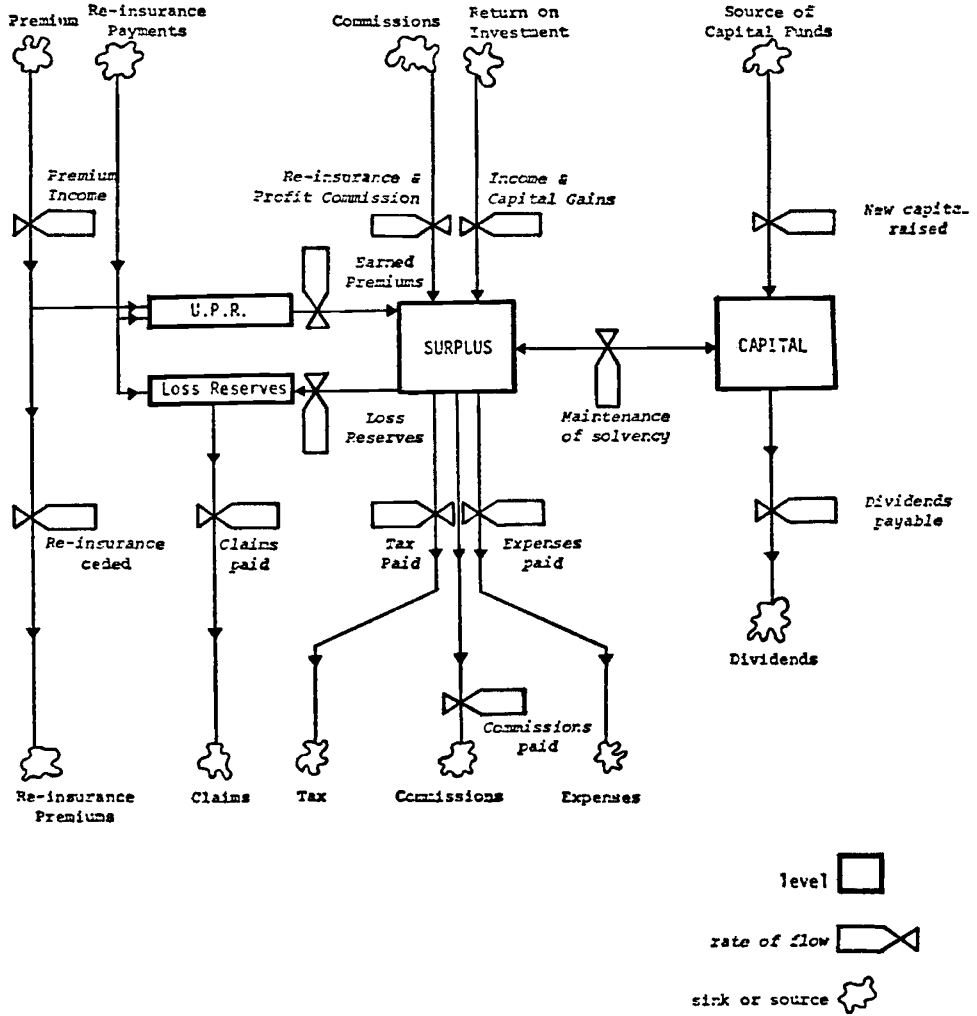 Premium
Re-insurance
Payments
Commissions
Return on
Investment
Source of
Capital Funds
Premium
Income
Re-insurance &
Profit Commission
Income &
Capital Gains
New capital
raised
Earned
Premiums
U.P.R.
SURPLUS
CAPITAL
Loss Reserves
Loss
Reserves
Maintenance
of solvency
Re-insurance
ceded
Claims
paid
Tax
Paid
Expenses
paid
Dividends
payable
Dividends
Commissions
paid
Re-insurance
Premiums
Claims
Tax
Commissions
Expenses
level
rate of flow
sink or source